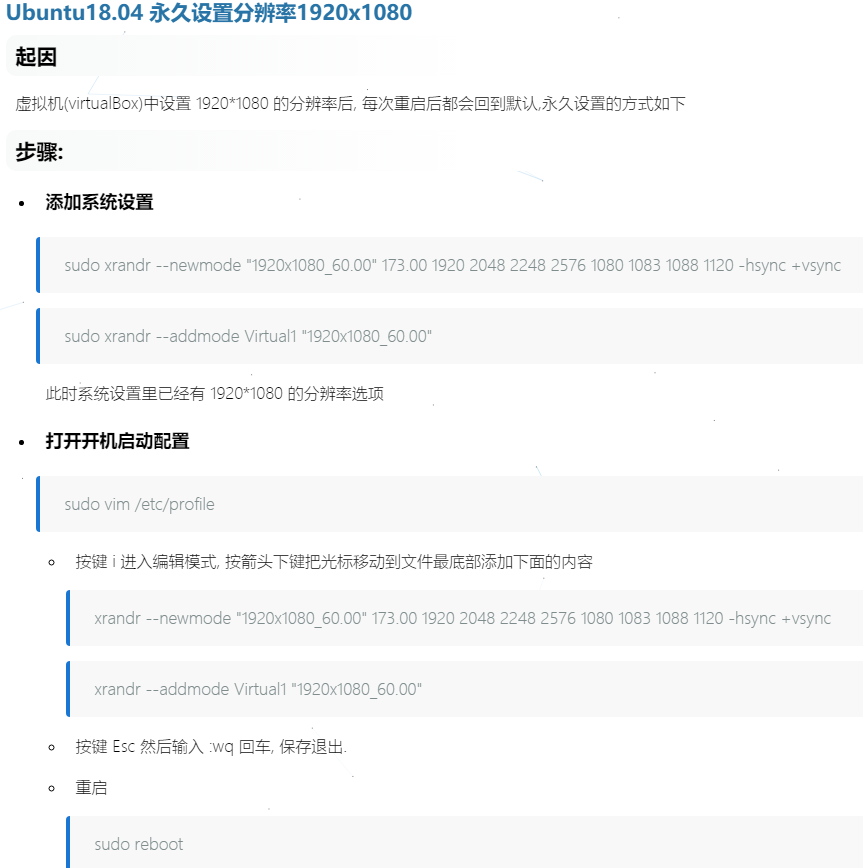 Ubuntu18.04 永久设置分辨率1920x1080
起因
虚拟机(virtualBox)中设置 1920*1080 的分辨率后, 每次重启后都会回到默认,永久设置的方式如下
步骤:
添加系统设置
sudo xrandr --newmode "1920x1080_60.00" 173.00 1920 2048 2248 2576 1080 1083 1088 1120 -hsync +vsync
sudo xrandr --addmode Virtual1 "1920x1080_60.00"
此时系统设置里已经有 1920*1080 的分辨率选项
打开开机启动配置
sudo vim /etc/profile
按键 i 进入编辑模式, 按箭头下键把光标移动到文件最底部添加下面的内容
xrandr --newmode "1920x1080_60.00" 173.00 1920 2048 2248 2576 1080 1083 1088 1120 -hsync +vsync
xrandr --addmode Virtual1 "1920x1080_60.00"
按键 Esc 然后输入 :wq 回车, 保存退出.
重启
sudo reboot